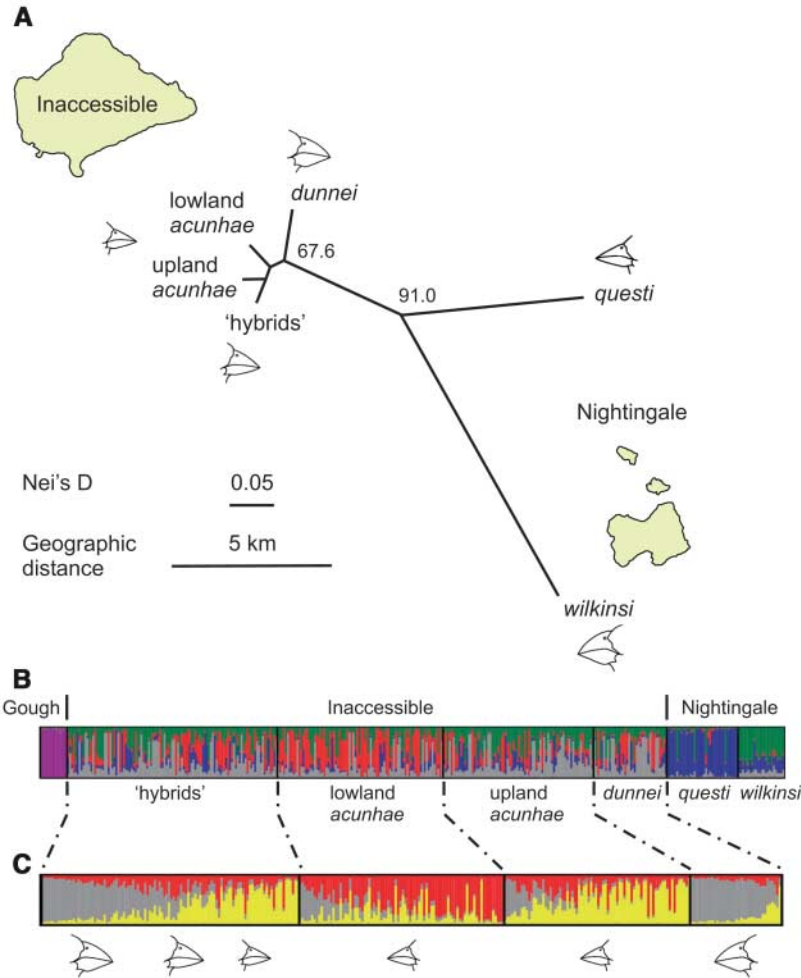 A
Inaccessible
dunnei
lowland
acunhae
67.6
upland
acunhae
91.0
questi
'hybrids'
Nightingale
Nei's D
0.05
Geographic
distance
5 km
wilkinsi
B
Gough
Inaccessible
Nightingale
'hybrids'
lowland
acunhae
upland
acunhae
dunnei
questi
wilkinsi
C